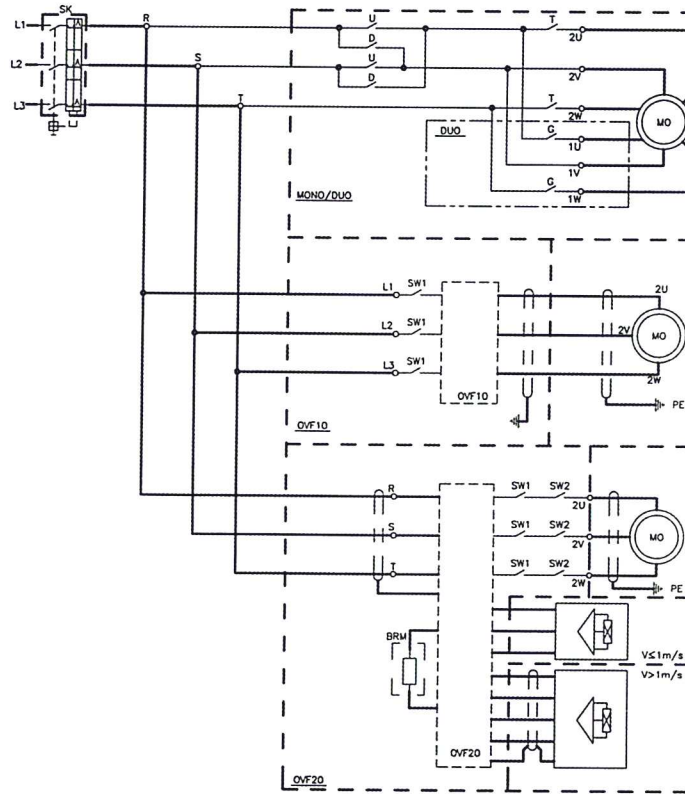 SK
L1
R
U
T
2U
D
L2
S
U
2V
D
L3
T
T
2W
MO
DUO
G
1U
1V
G
1W
MONO/DUO
L1
SW1
2U
L2
SW1
2V
MO
L3
SW1
2W
OVF10
PE
OVF10
R
SW1
SW2
2U
S
SW1
SW2
2V
MO
T
SW1
SW2
2W
PE
BRM
V≤1m/s
V>1m/s
OVF20
OVF20